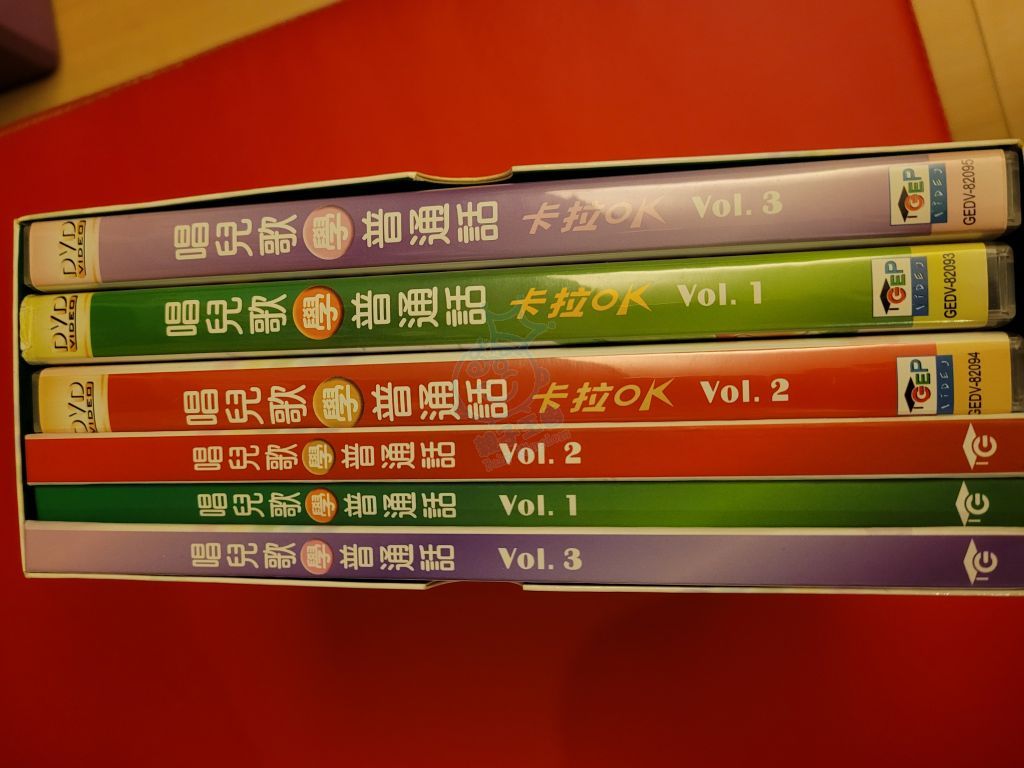 DVD VIDEO 唱兒歌學普通話 卡拉OK Vol. 3 GEP VIDEO GEDV-82095
DVD VIDEO 唱兒歌學普通話 卡拉OK Vol. 1 GEP VIDEO GEDV-82093
DVD VIDEO 唱兒歌學普通話 卡拉OK Vol. 2 GEP VIDEO GEDV-82094
唱兒歌學普通話 Vol. 2 G
唱兒歌學普通話 Vol. 1 G
唱兒歌學普通話 Vol. 3 G